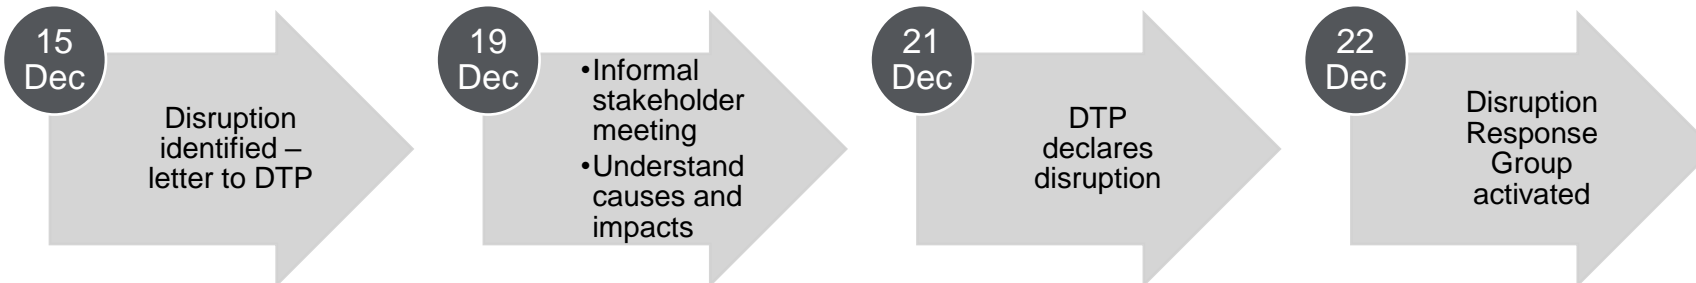 15
Dec
Disruption
identified –
letter to DTP
19
Dec
•Informal
stakeholder
meeting
•Understand
causes and
impacts
21
Dec
DTP
declares
disruption
22
Dec
Disruption
Response
Group
activated